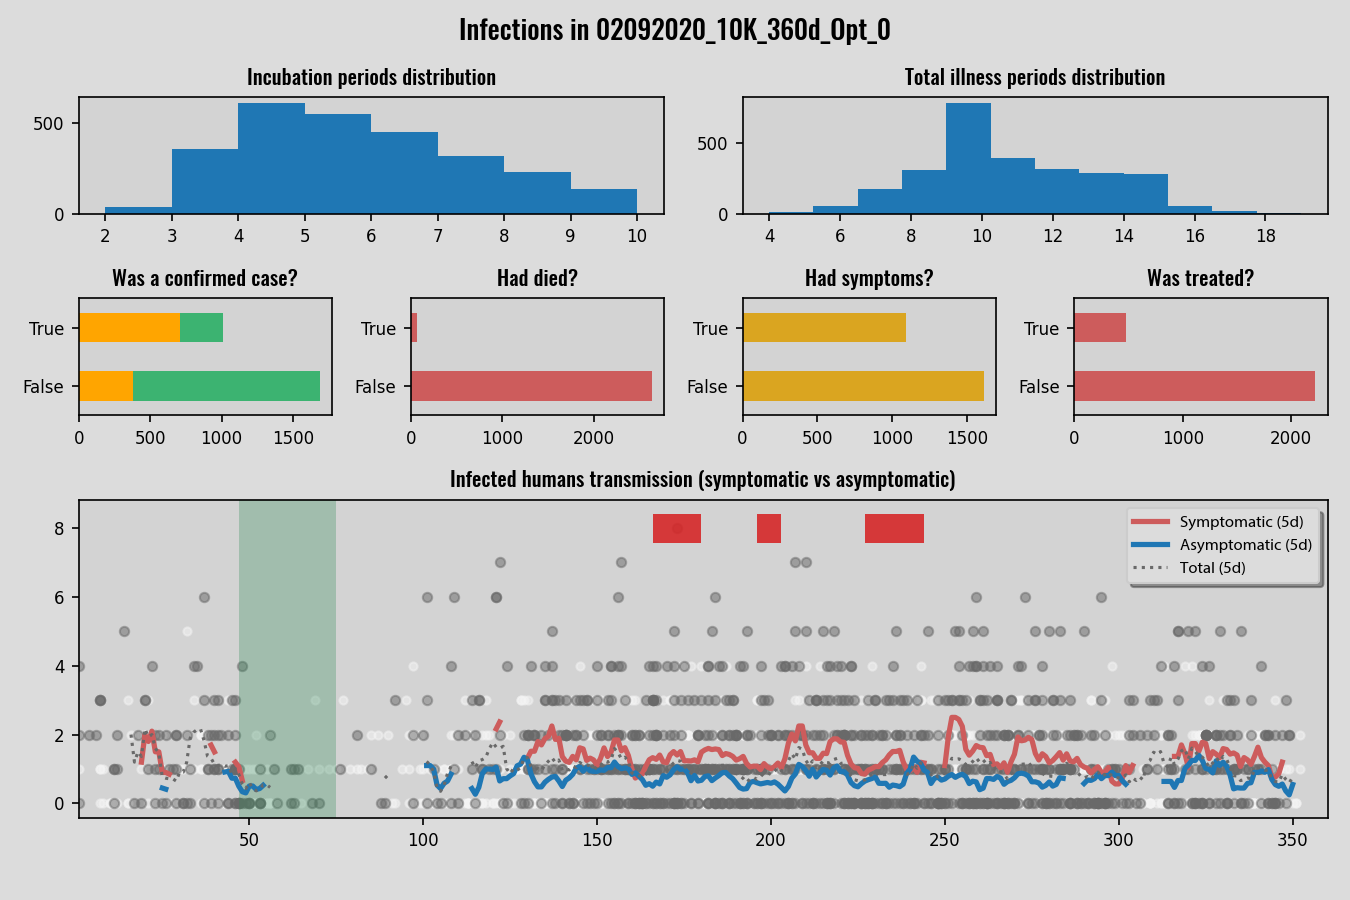 Infections in 02092020_10K_360d_Opt_0
Incubation periods distribution
Total illness periods distribution
500
0
2 3 4 5 6 7 8 9 10
500
0
4 6 8 10 12 14 16 18
Was a confirmed case?
Had died?
Had symptoms?
Was treated?
True
False
0 500 1000 1500
True
False
0 1000 2000
True
False
0 500 1000 1500
True
False
0 1000 2000
Infected humans transmission (symptomatic vs asymptomatic)
8
6
4
2
0
50 100 150 200 250 300 350
Symptomatic (5d)
Asymptomatic (5d)
Total (5d)